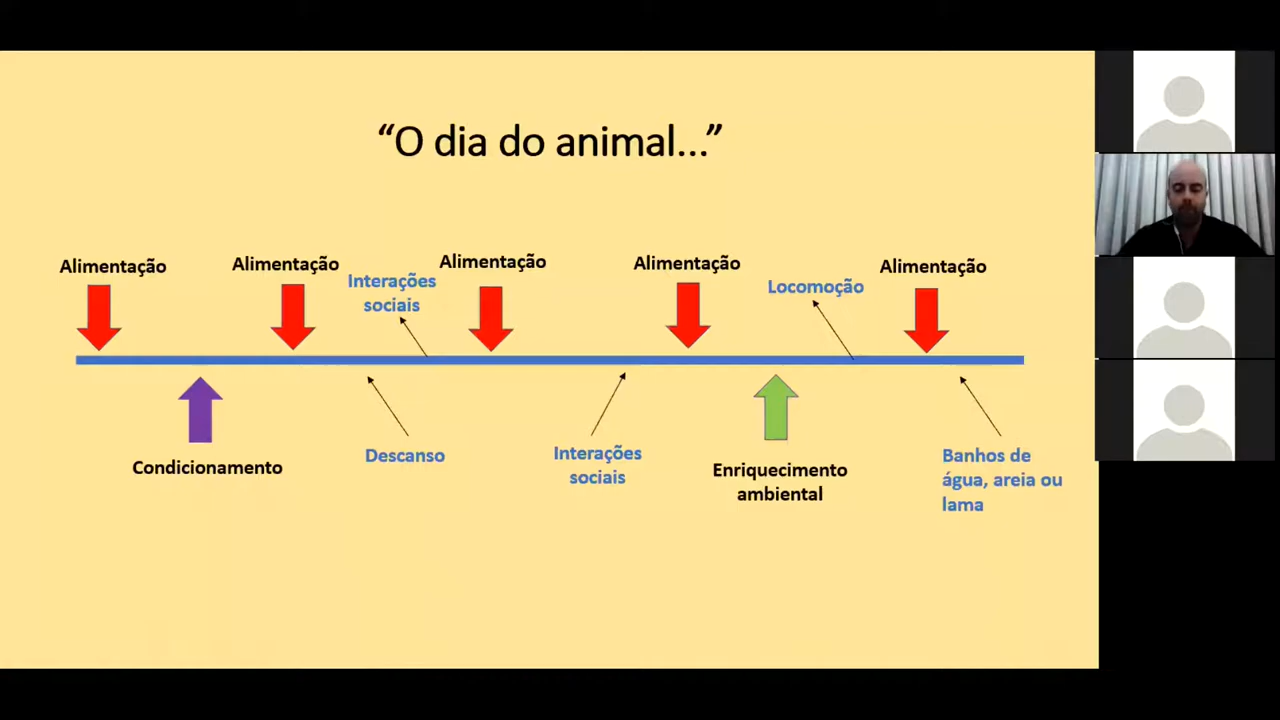 “O dia do animal...”
Alimentação
Alimentação
Interações
sociais
Alimentação
Alimentação
Locomoção
Alimentação
Condicionamento
Descanso
Interações
sociais
Enriquecimento
ambiental
Banhos de
água, areia ou
lama